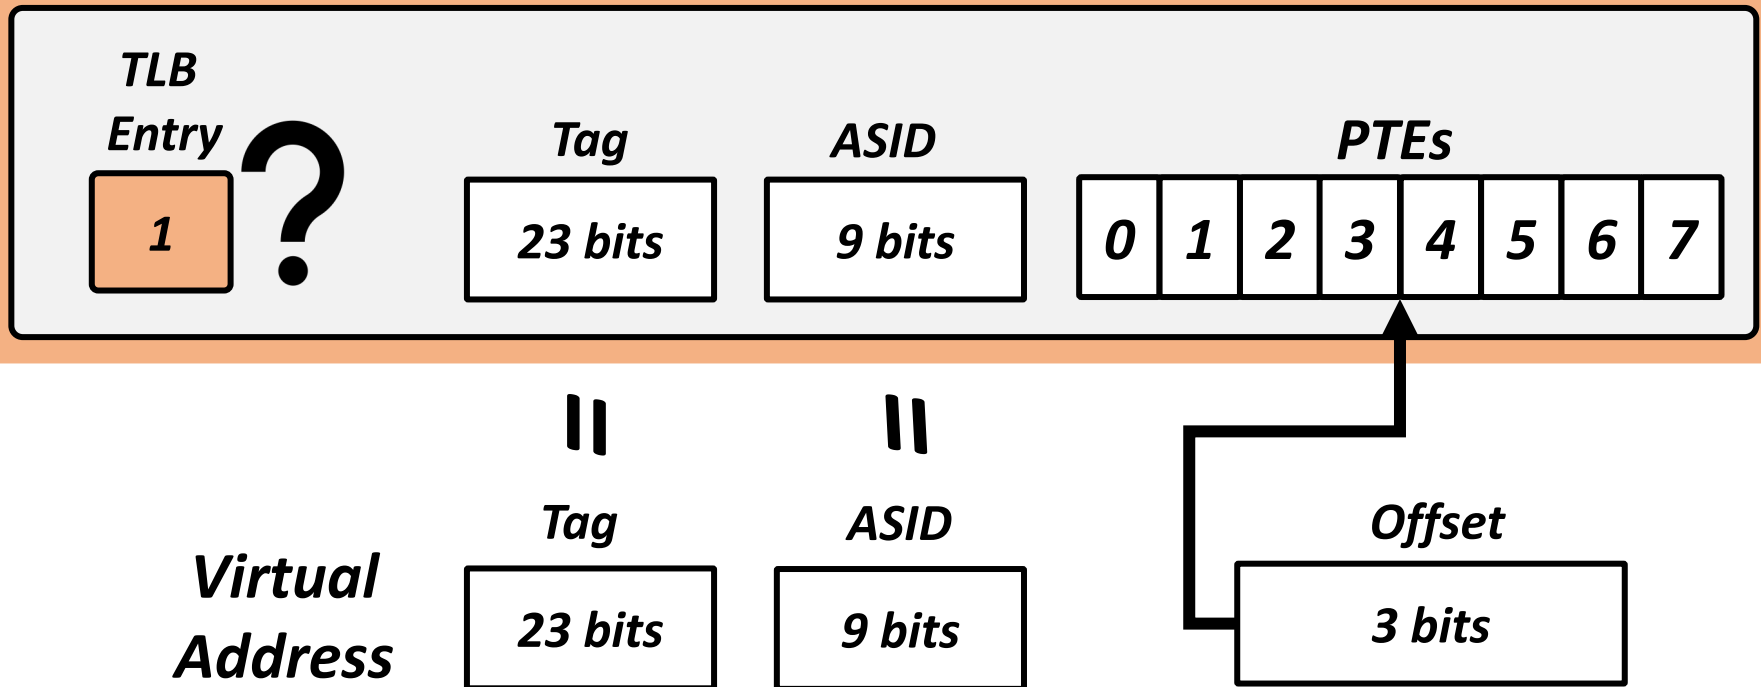 TLB
Entry
?
Tag
ASID
PTEs
1
23 bits
9 bits
0 1 2 3 4 5 6 7
=
=
Tag
ASID
Offset
Virtual
Address
23 bits
9 bits
3 bits